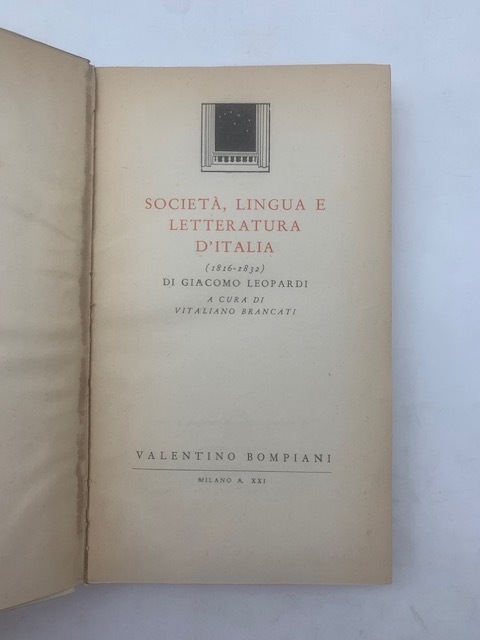 SOCIETÀ, LINGUA E
LETTERATURA
D'ITALIA
(1816-1832)
DI GIACOMO LEOPARDI
A CURA DI
VITALIANO BRANCATI
VALENTINO BOMPIANI
MILANO A. XXI